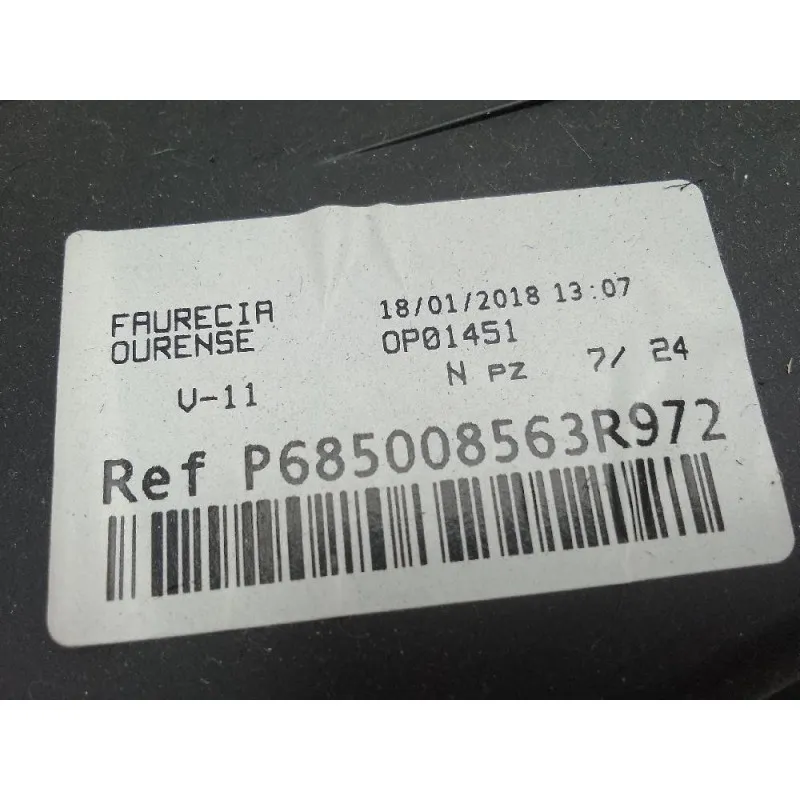 FAURECIA
OURENSE
V-11
18/01/2018 13:07
OP01451
N PZ 7/ 24
Ref P685008563R972